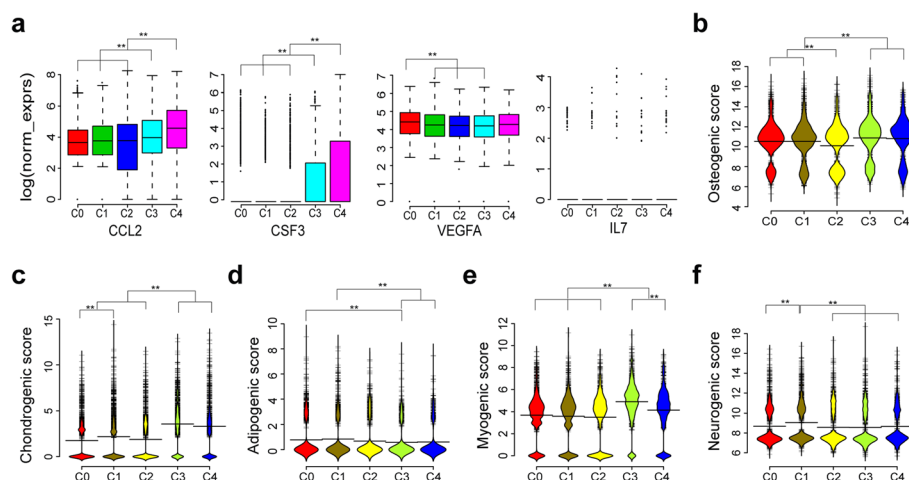 a
log(norm_exprs)
8
6
4
2
0
** **
C0 C1 C2 C3 C4
CCL2
7
6
5
4
3
2
1
0
** **
C0 C1 C2 C3 C4
CSF3
7
6
5
4
3
2
1
0
**
C0 C1 C2 C3 C4
VEGFA
4
3
2
1
0
C0 C1 C2 C3 C4
IL7
b
Osteogenic score
18
16
14
12
10
8
6
4
** **
C0 C1 C2 C3 C4
c
Chondrogenic score
15
10
5
0
** **
C0 C1 C2 C3 C4
d
Adipogenic score
10
8
6
4
2
0
** **
C0 C1 C2 C3 C4
e
Myogenic score
12
10
8
6
4
2
0
** **
C0 C1 C2 C3 C4
f
Neurogenic score
18
16
14
12
10
8
6
** **
C0 C1 C2 C3 C4